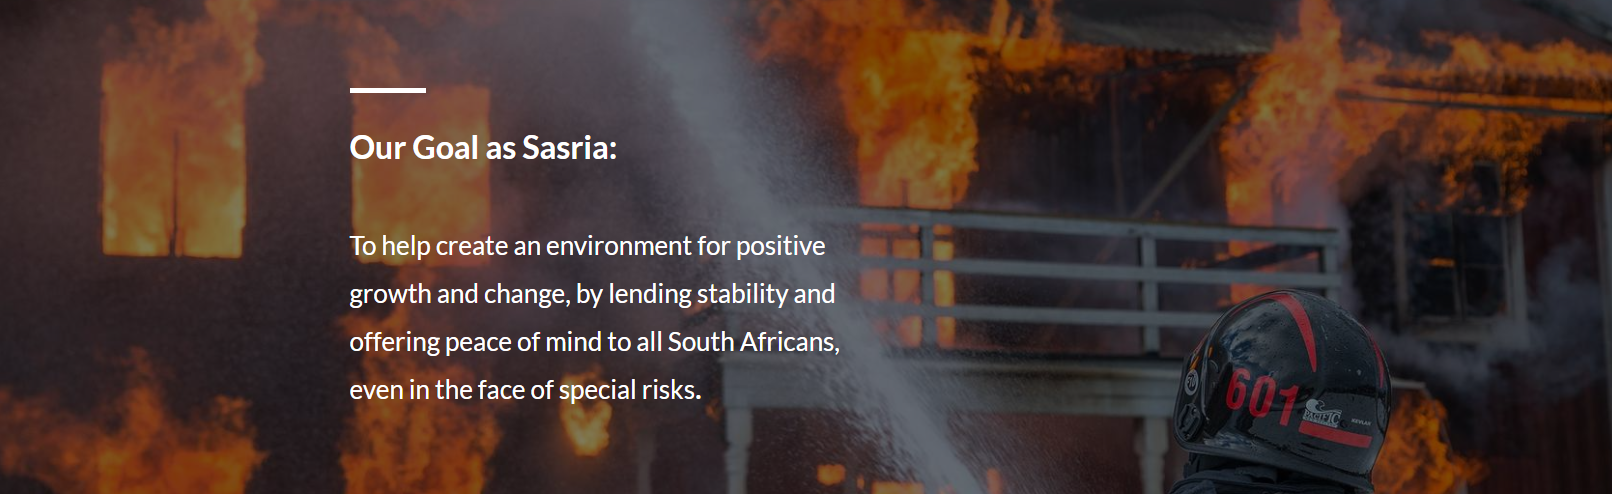 Our Goal as Sasria:
To help create an environment for positive
growth and change, by lending stability and
offering peace of mind to all South Africans,
even in the face of special risks.
601
PACIFIC
KEVLAR